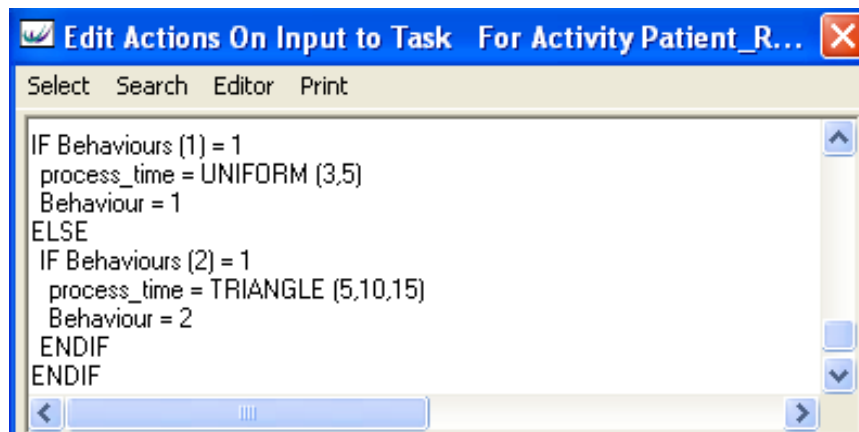 Edit Actions On Input to Task For Activity Patient_R...
Select Search Editor Print
IF Behaviours (1) = 1
process_time = UNIFORM (3,5)
Behaviour = 1
ELSE
IF Behaviours (2) = 1
process_time = TRIANGLE (5,10,15)
Behaviour = 2
ENDIF
ENDIF